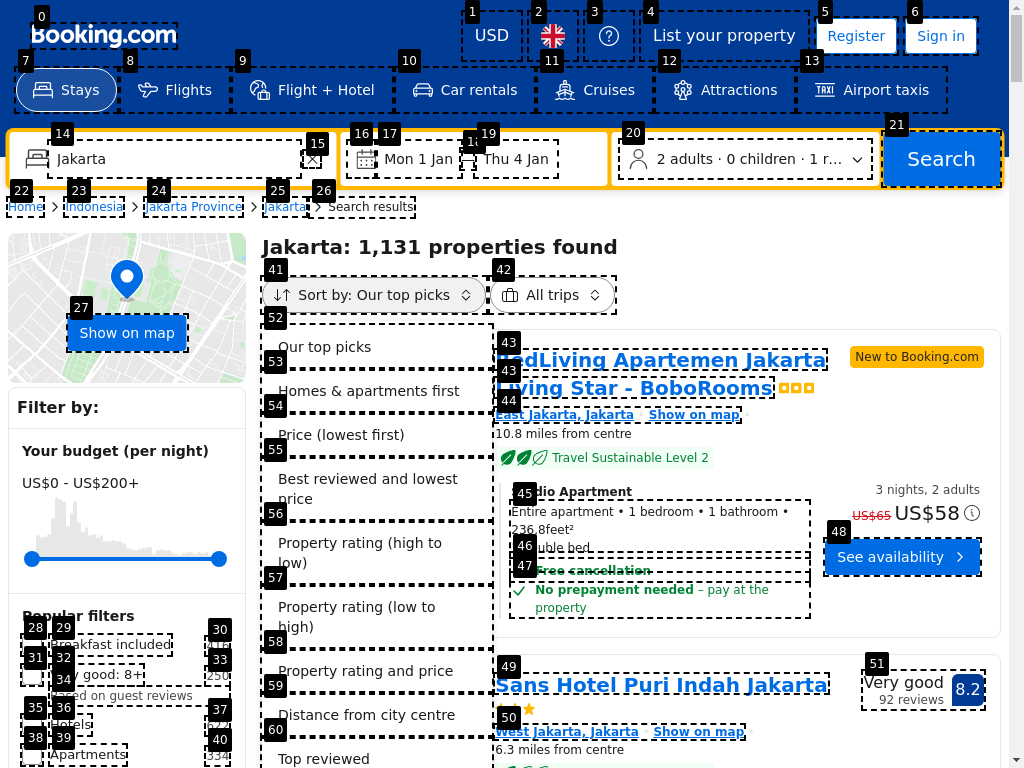 0
Booking.com
1
USD
2
3
4
List your property
5
Register
6
Sign in
7
Stays
8
Flights
9
Flight + Hotel
10
Car rentals
11
Cruises
12
Attractions
13
Airport taxis
14
Jakarta
15
16
17
Mon 1 Jan
19
Thu 4 Jan
20
2 adults · 0 children · 1 r...
21
Search
22
Home
23
Indonesia
24
Jakarta Province
25
Jakarta
26
Search results
27
Show on map
Filter by:
Your budget (per night)
US$0 - US$200+
Popular filters
28
29
Breakfast included
30
31
32
good: 8+
33
250
34
Based on guest reviews
35
36
Hotels
37
38
39
Apartments
40
334
Jakarta: 1,131 properties found
41
Sort by: Our top picks
42
All trips
52
Our top picks
53
Homes & apartments first
54
Price (lowest first)
55
Best reviewed and lowest
price
56
Property rating (high to
low)
57
Property rating (low to
high)
58
Property rating and price
59
Distance from city centre
60
Top reviewed
43
RedLiving Apartemen Jakarta
43
Living Star - BoboRooms
New to Booking.com
44
East Jakarta, Jakarta Show on map
10.8 miles from centre
Travel Sustainable Level 2
45
Studio Apartment
Entire apartment • 1 bedroom • 1 bathroom •
236.8feet²
46
double bed
47
Free cancellation
No prepayment needed – pay at the
property
3 nights, 2 adults
US$65 US$58
48
See availability
49
Sans Hotel Puri Indah Jakarta
50
West Jakarta, Jakarta Show on map
6.3 miles from centre
51
Very good
92 reviews
8.2